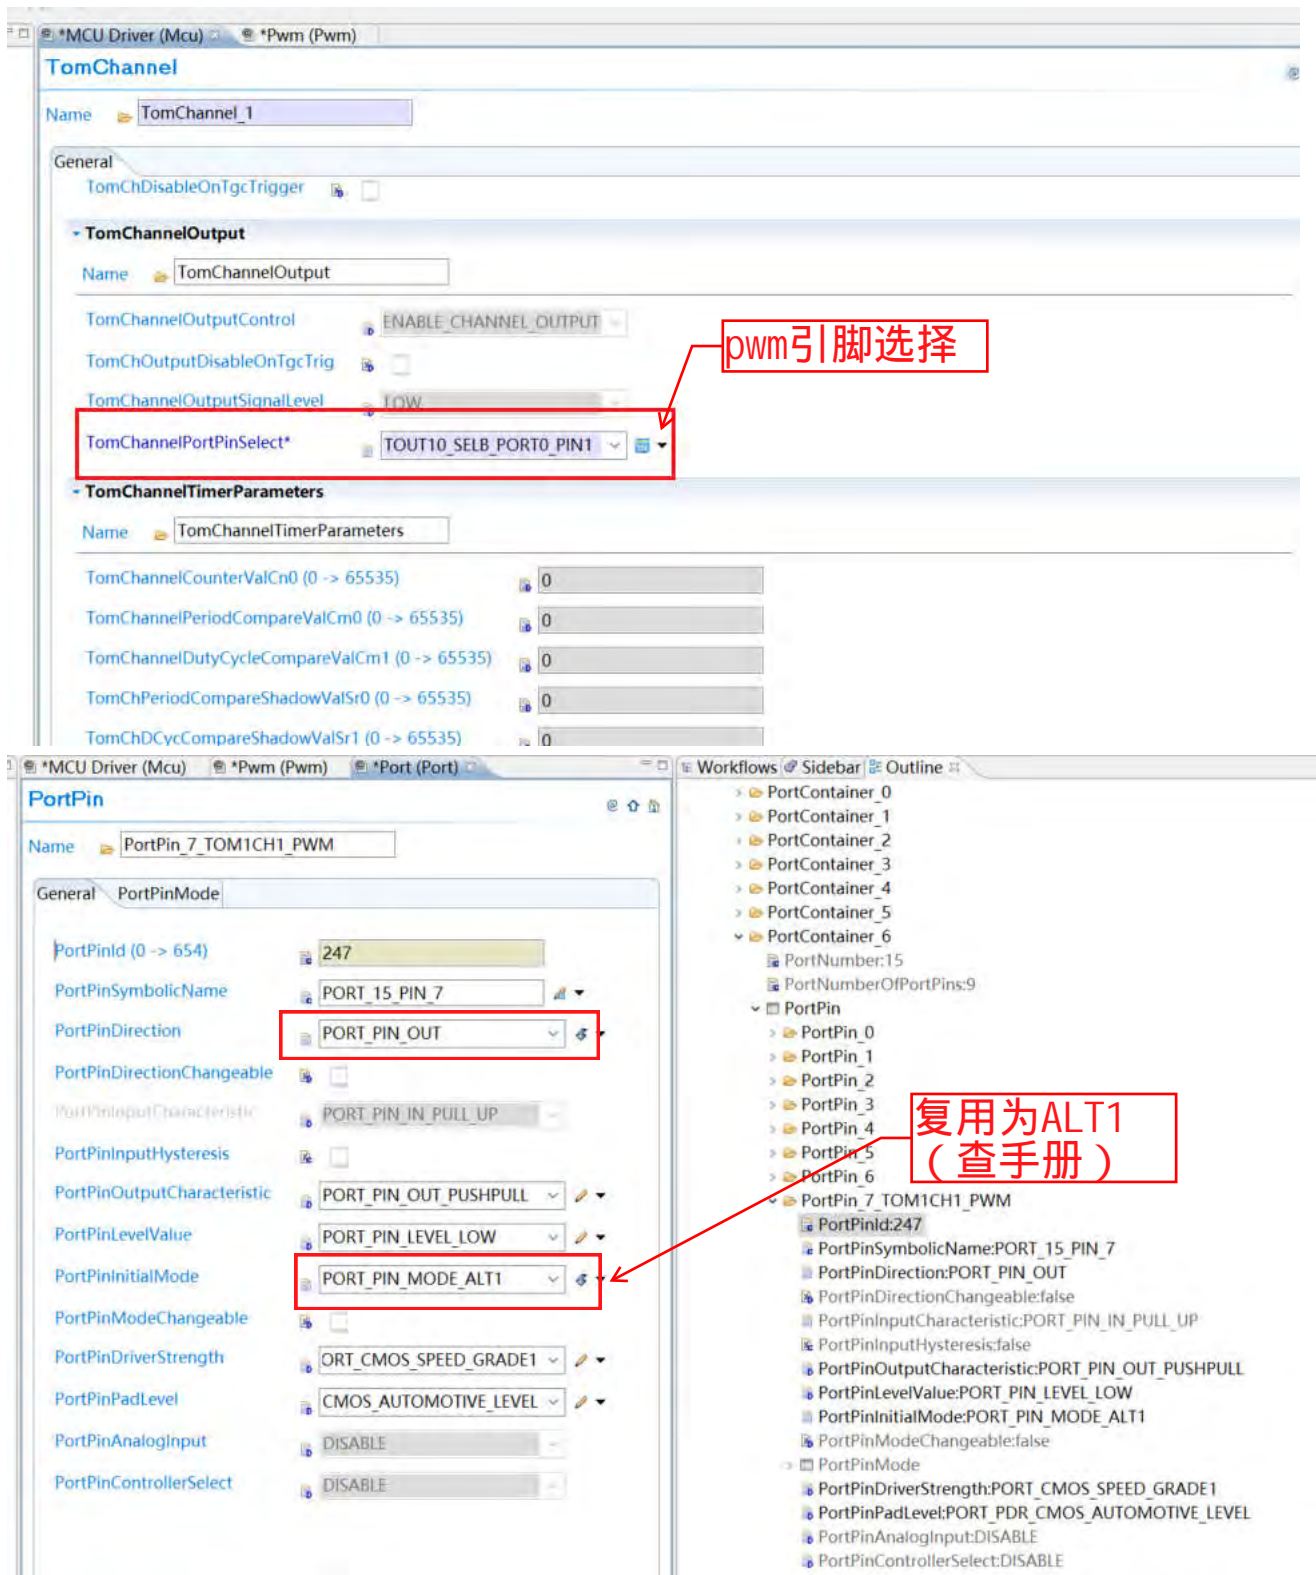 *MCU Driver (Mcu) *Pwm (Pwm)
TomChannel
Name TomChannel_1
General
TomChDisableOnTgcTrigger
TomChannelOutput
Name TomChannelOutput
TomChannelOutputControl ENABLE_CHANNEL_OUTPUT
pwm引脚选择
TomChOutputDisableOnTgcTrig
TomChannelOutputSignalLevel LOW
TomChannelPortPinSelect* TOUT10_SELB_PORT0_PIN1
TomChannelTimerParameters
Name TomChannelTimerParameters
TomChannelCounterValCn0 (0 -> 65535) 0
TomChannelPeriodCompareValCm0 (0 -> 65535) 0
TomChannelDutyCycleCompareValCm1 (0 -> 65535) 0
TomChPeriodCompareShadowValSr0 (0 -> 65535) 0
TomChDCycCompareShadowValSr1 (0 -> 65535) 0
*MCU Driver (Mcu) *Pwm (Pwm) *Port (Port)
PortPin
Name PortPin_7_TOM1CH1_PWM
General PortPinMode
PortPinId (0 -> 654) 247
PortPinSymbolicName PORT_15_PIN_7
PortPinDirection PORT_PIN_OUT
PortPinDirectionChangeable
PortPinInputCharacteristic PORT_PIN_IN_PULL_UP
PortPinInputHysteresis
PortPinOutputCharacteristic PORT_PIN_OUT_PUSHPULL
PortPinLevelValue PORT_PIN_LEVEL_LOW
PortPinInitialMode PORT_PIN_MODE_ALT1
PortPinModeChangeable
PortPinDriverStrength ORT_CMOS_SPEED_GRADE1
PortPinPadLevel CMOS_AUTOMOTIVE_LEVEL
PortPinAnalogInput DISABLE
PortPinControllerSelect DISABLE
Workflows Sidebar Outline
PortContainer_0
PortContainer_1
PortContainer_2
PortContainer_3
PortContainer_4
PortContainer_5
PortContainer_6
PortNumber:15
PortNumberOfPortPins:9
PortPin
PortPin_0
PortPin_1
PortPin_2
PortPin_3
PortPin_4
PortPin_5
PortPin_6
复用为ALT1
（查手册）
PortPin_7_TOM1CH1_PWM
PortPinId:247
PortPinSymbolicName:PORT_15_PIN_7
PortPinDirection:PORT_PIN_OUT
PortPinDirectionChangeable:false
PortPinInputCharacteristic:PORT_PIN_IN_PULL_UP
PortPinInputHysteresis:false
PortPinOutputCharacteristic:PORT_PIN_OUT_PUSHPULL
PortPinLevelValue:PORT_PIN_LEVEL_LOW
PortPinInitialMode:PORT_PIN_MODE_ALT1
PortPinModeChangeable:false
PortPinMode
PortPinDriverStrength:PORT_CMOS_SPEED_GRADE1
PortPinPadLevel:PORT_PDR_CMOS_AUTOMOTIVE_LEVEL
PortPinAnalogInput:DISABLE
PortPinControllerSelect:DISABLE